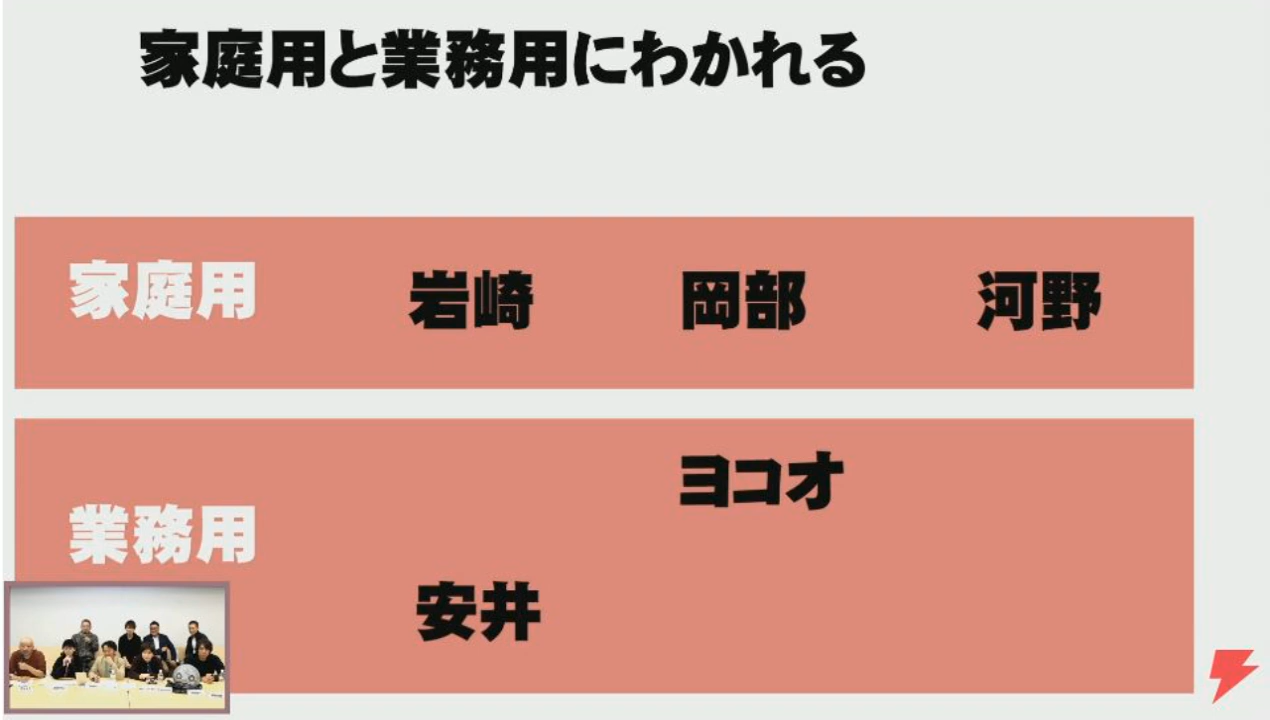 家庭用と業務用にわかれる
家庭用 岩崎 岡部 河野
ヨコオ
業務用
安井